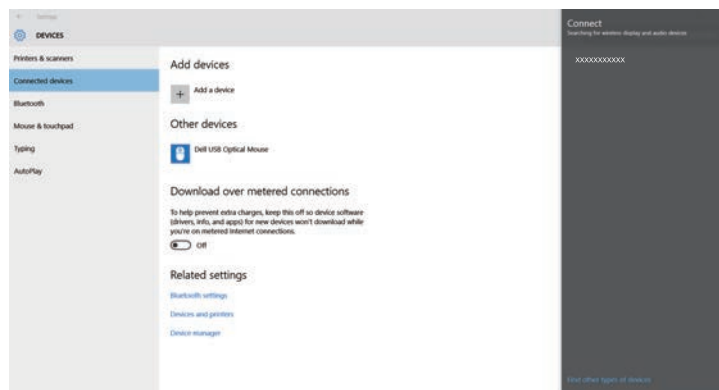 Settings
DEVICES
Printers & scanners
Connected devices
Bluetooth
Mouse & touchpad
Typing
AutoPlay
Add devices
Add a device
Other devices
Dell USB Optical Mouse
Download over metered connections
To help prevent extra charges, keep this off so device software
(drivers, info, and apps) for new devices won't download while
you're on metered Internet connections.
Off
Related settings
Bluetooth settings
Devices and printers
Device manager
Connect
Searching for wireless display and audio devices
XXXXXXXXXXX
Find other types of devices